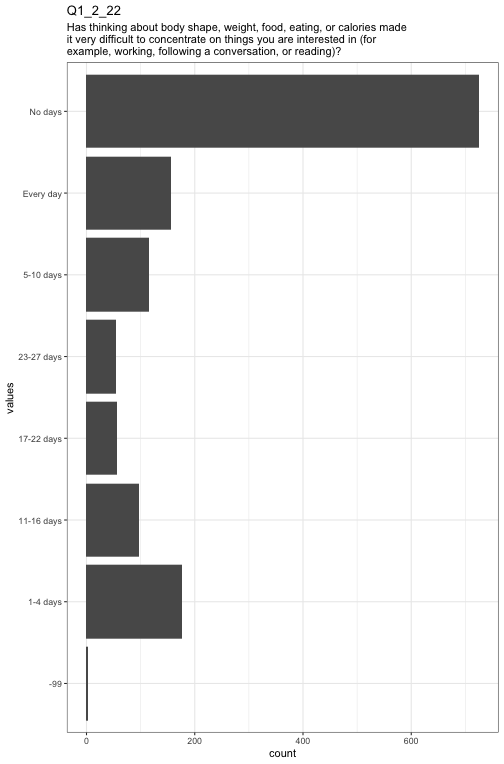 Q1_2_22
Has thinking about body shape, weight, food, eating, or calories made
it very difficult to concentrate on things you are interested in (for
example, working, following a conversation, or reading)?
No days
Every day
5-10 days
23-27 days
values
17-22 days
11-16 days
1-4 days
-99
0 200 400 600
count